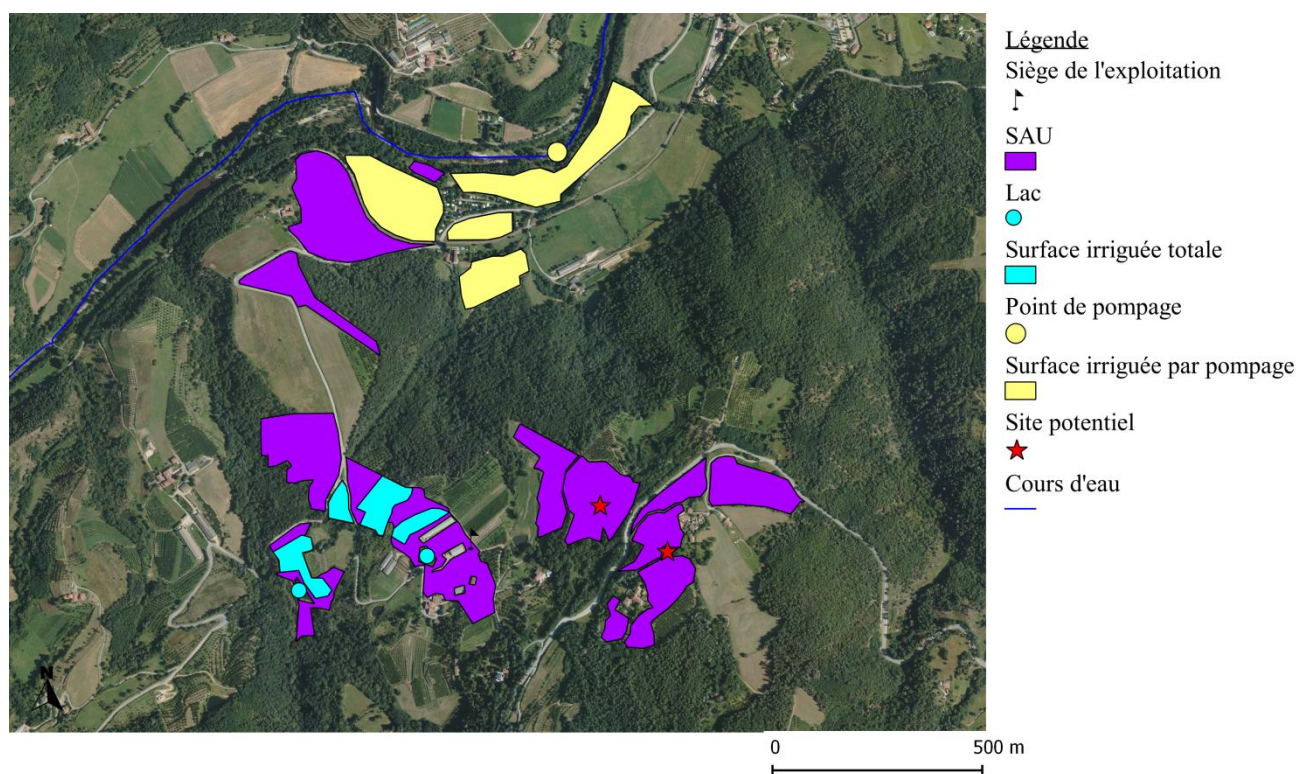 Légende
Siège de l'exploitation
SAU
Lac
Surface irriguée totale
Point de pompage
Surface irriguée par pompage
Site potentiel
Cours d'eau
N
0 500 m